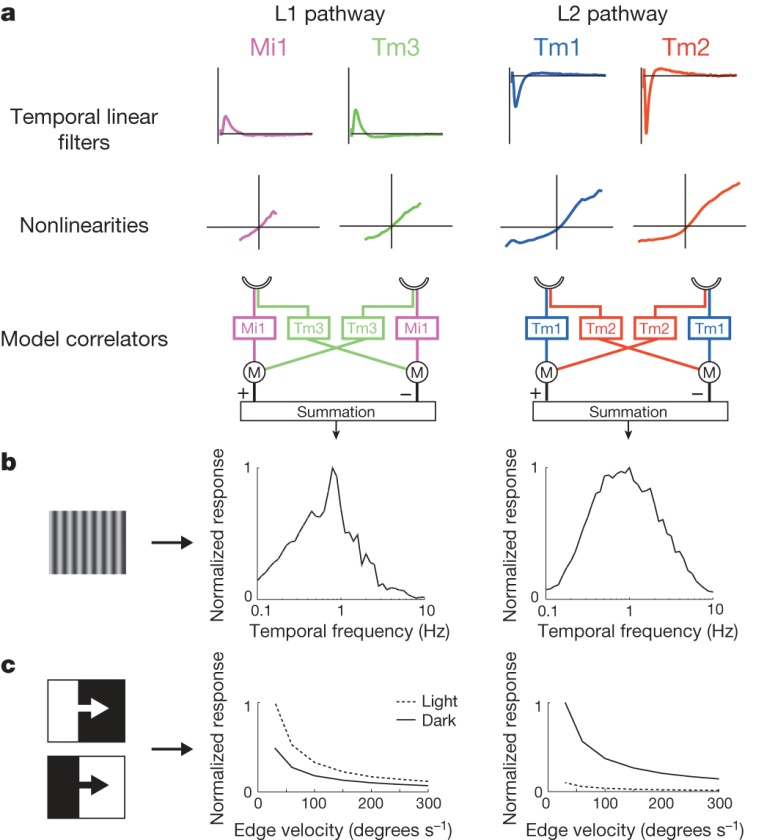 a
L1 pathway
L2 pathway
Mi1
Tm3
Tm1
Tm2
Temporal linear
filters
Nonlinearities
Model correlators
Mi1
Tm3
Tm3
Mi1
M
M
+
−
Summation
Tm1
Tm2
Tm2
Tm1
M
M
+
−
Summation
b
Normalized response
1
0
0.1
1
10
Temporal frequency (Hz)
Normalized response
1
0
0.1
1
10
Temporal frequency (Hz)
c
Normalized response
1
0
0
100
200
300
Light
Dark
Edge velocity (degrees s−1)
Normalized response
1
0
0
100
200
300
Edge velocity (degrees s−1)